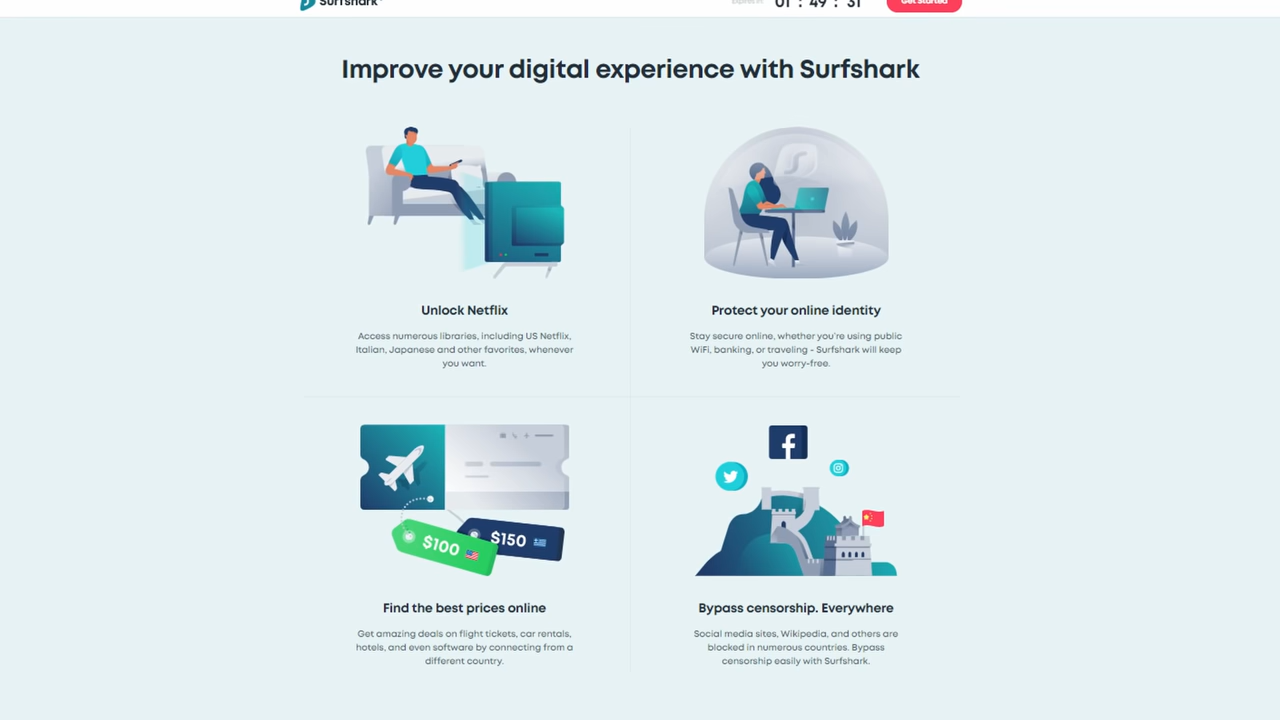 Surfshark
Expires in:
01 : 49 : 31
Get Started
Improve your digital experience with Surfshark
Unlock Netflix
Access numerous libraries, including US Netflix,
Italian, Japanese and other favorites, whenever
you want.
Protect your online identity
Stay secure online, whether you're using public
WiFi, banking, or traveling - Surfshark will keep
you worry-free.
$100
$150
Find the best prices online
Get amazing deals on flight tickets, car rentals,
hotels, and even software by connecting from a
different country.
Bypass censorship. Everywhere
Social media sites, Wikipedia, and others are
blocked in numerous countries. Bypass
censorship easily with Surfshark.